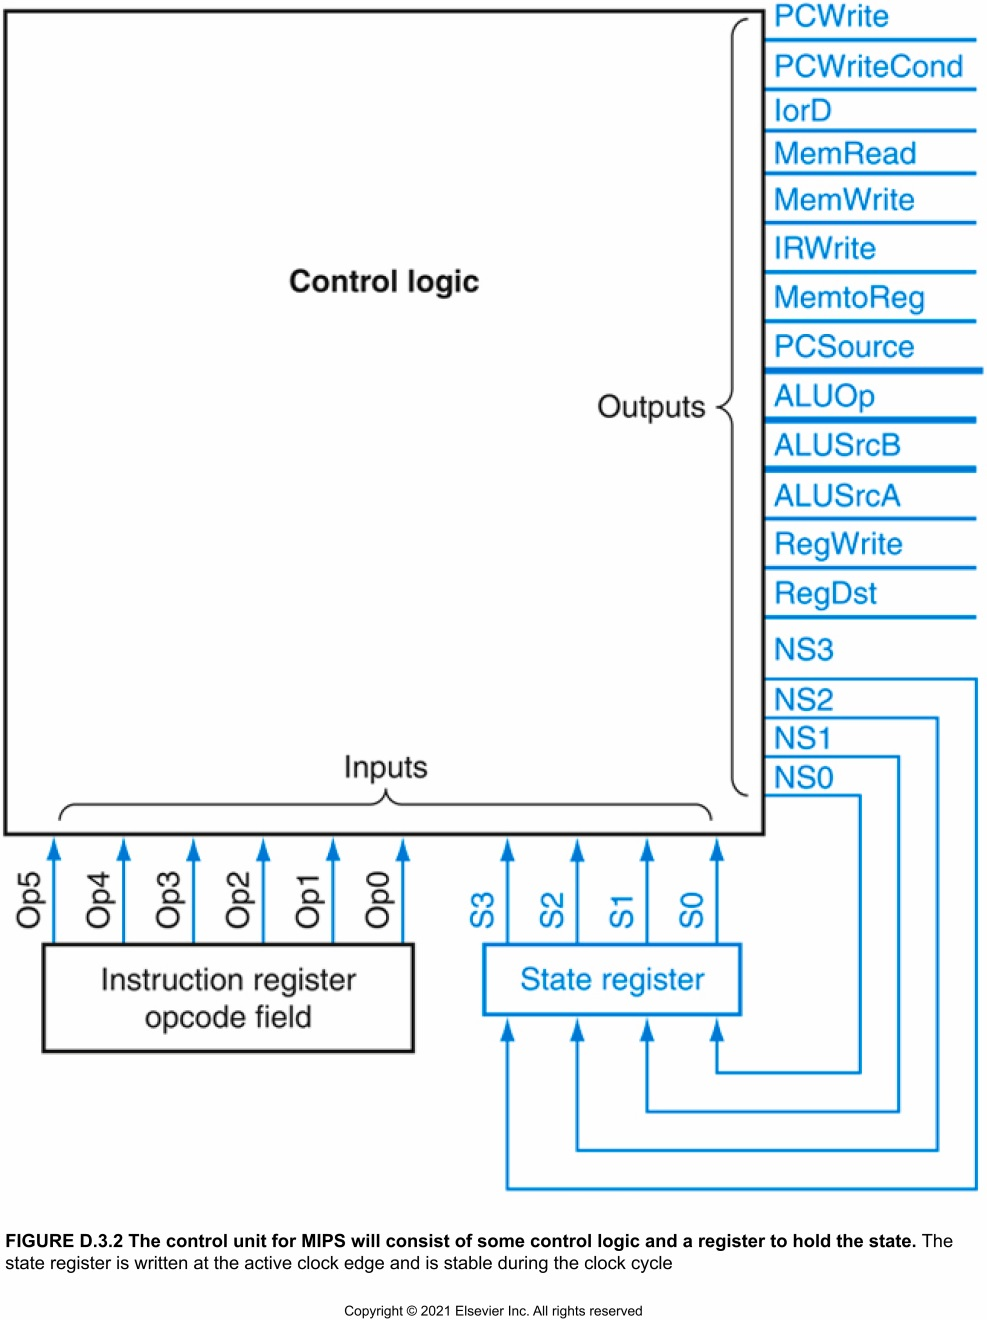 PCWrite
PCWriteCond
IorD
MemRead
MemWrite
IRWrite
Control logic
MemtoReg
PCSource
Outputs
ALUOp
ALUSrcB
ALUSrcA
RegWrite
RegDst
NS3
NS2
NS1
NS0
Inputs
Op5
Op4
Op3
Op2
Op1
Op0
S3
S2
S1
S0
Instruction register
opcode field
State register
FIGURE D.3.2 The control unit for MIPS will consist of some control logic and a register to hold the state. The
state register is written at the active clock edge and is stable during the clock cycle
Copyright © 2021 Elsevier Inc. All rights reserved